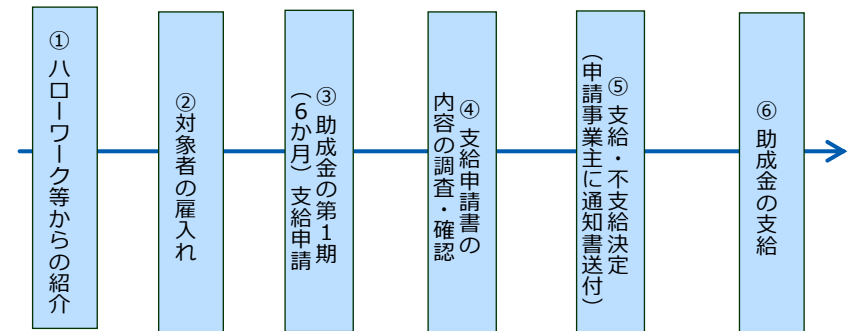 ① ハローワーク等からの紹介
②対象者の雇入れ
③ 助成金の第1期
（6か月）支給申請
④ 支給申請書の
内容の調査・確認
⑤ 支給・不支給決定
（申請事業主に通知書送付）
⑥ 助成金の支給